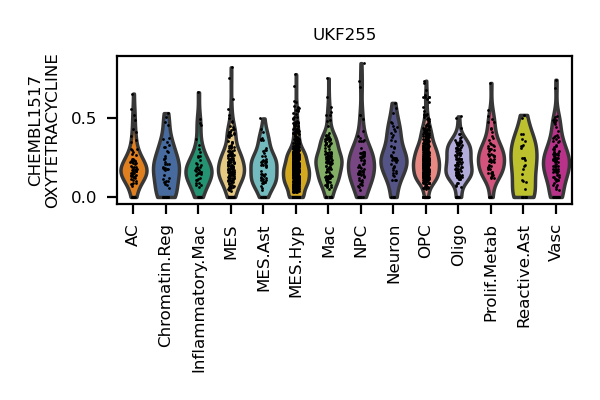 UKF255
CHEMBL1517
OXYTETRACYCLINE
0.5
0.0
AC
Chromatin.Reg
Inflammatory.Mac
MES
MES.Ast
MES.Hyp
Mac
NPC
Neuron
OPC
Oligo
Prolif.Metab
Reactive.Ast
Vasc